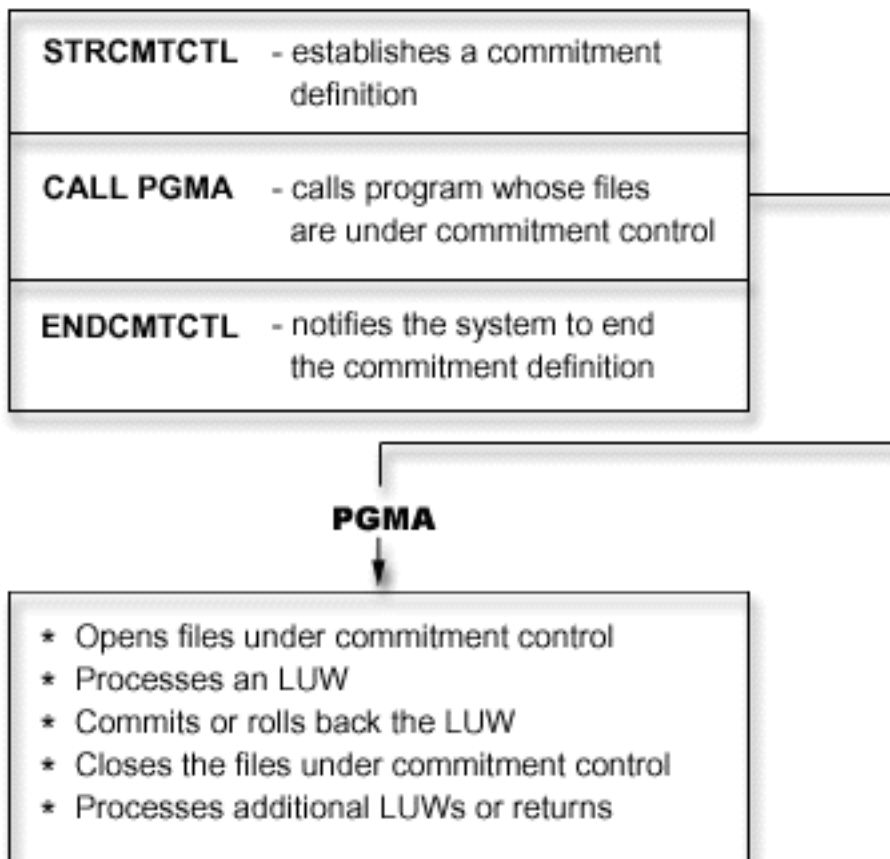 STRCMTCTL - establishes a commitment
definition
CALL PGMA - calls program whose files
are under commitment control
ENDCMTCTL - notifies the system to end
the commitment definition
PGMA
* Opens files under commitment control
* Processes an LUW
* Commits or rolls back the LUW
* Closes the files under commitment control
* Processes additional LUWs or returns